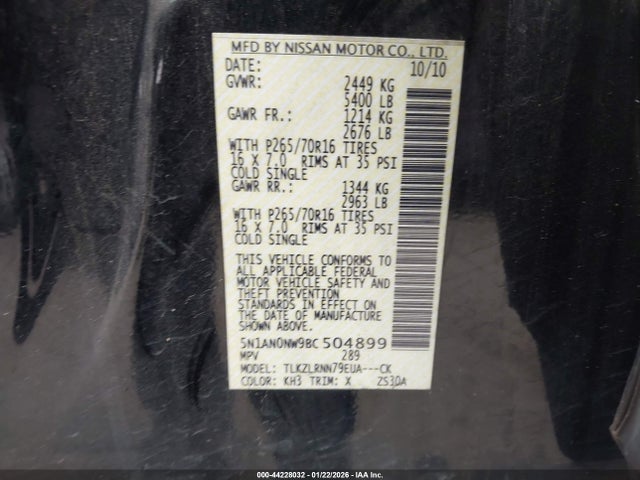 MFD BY NISSAN MOTOR CO., LTD.
DATE: 10/10
GVWR: 2449 KG
5400 LB
GAWR FR.: 1214 KG
2676 LB
WITH P265/70R16 TIRES
16 X 7.0 RIMS AT 35 PSI
COLD SINGLE
GAWR RR.: 1344 KG
2963 LB
WITH P265/70R16 TIRES
16 X 7.0 RIMS AT 35 PSI
COLD SINGLE
THIS VEHICLE CONFORMS TO
ALL APPLICABLE FEDERAL
MOTOR VEHICLE SAFETY AND
THEFT PREVENTION
STANDARDS IN EFFECT ON
THE DATE OF MANUFACTURE
SHOWN ABOVE.
5N1AN0NW9BC 504899
MPV 289
MODEL: TLKZLRNN79EUA---CK
COLOR: KH3 TRIM: X ZS30A
000-44228032 - 01/22/2026 - IAA Inc.